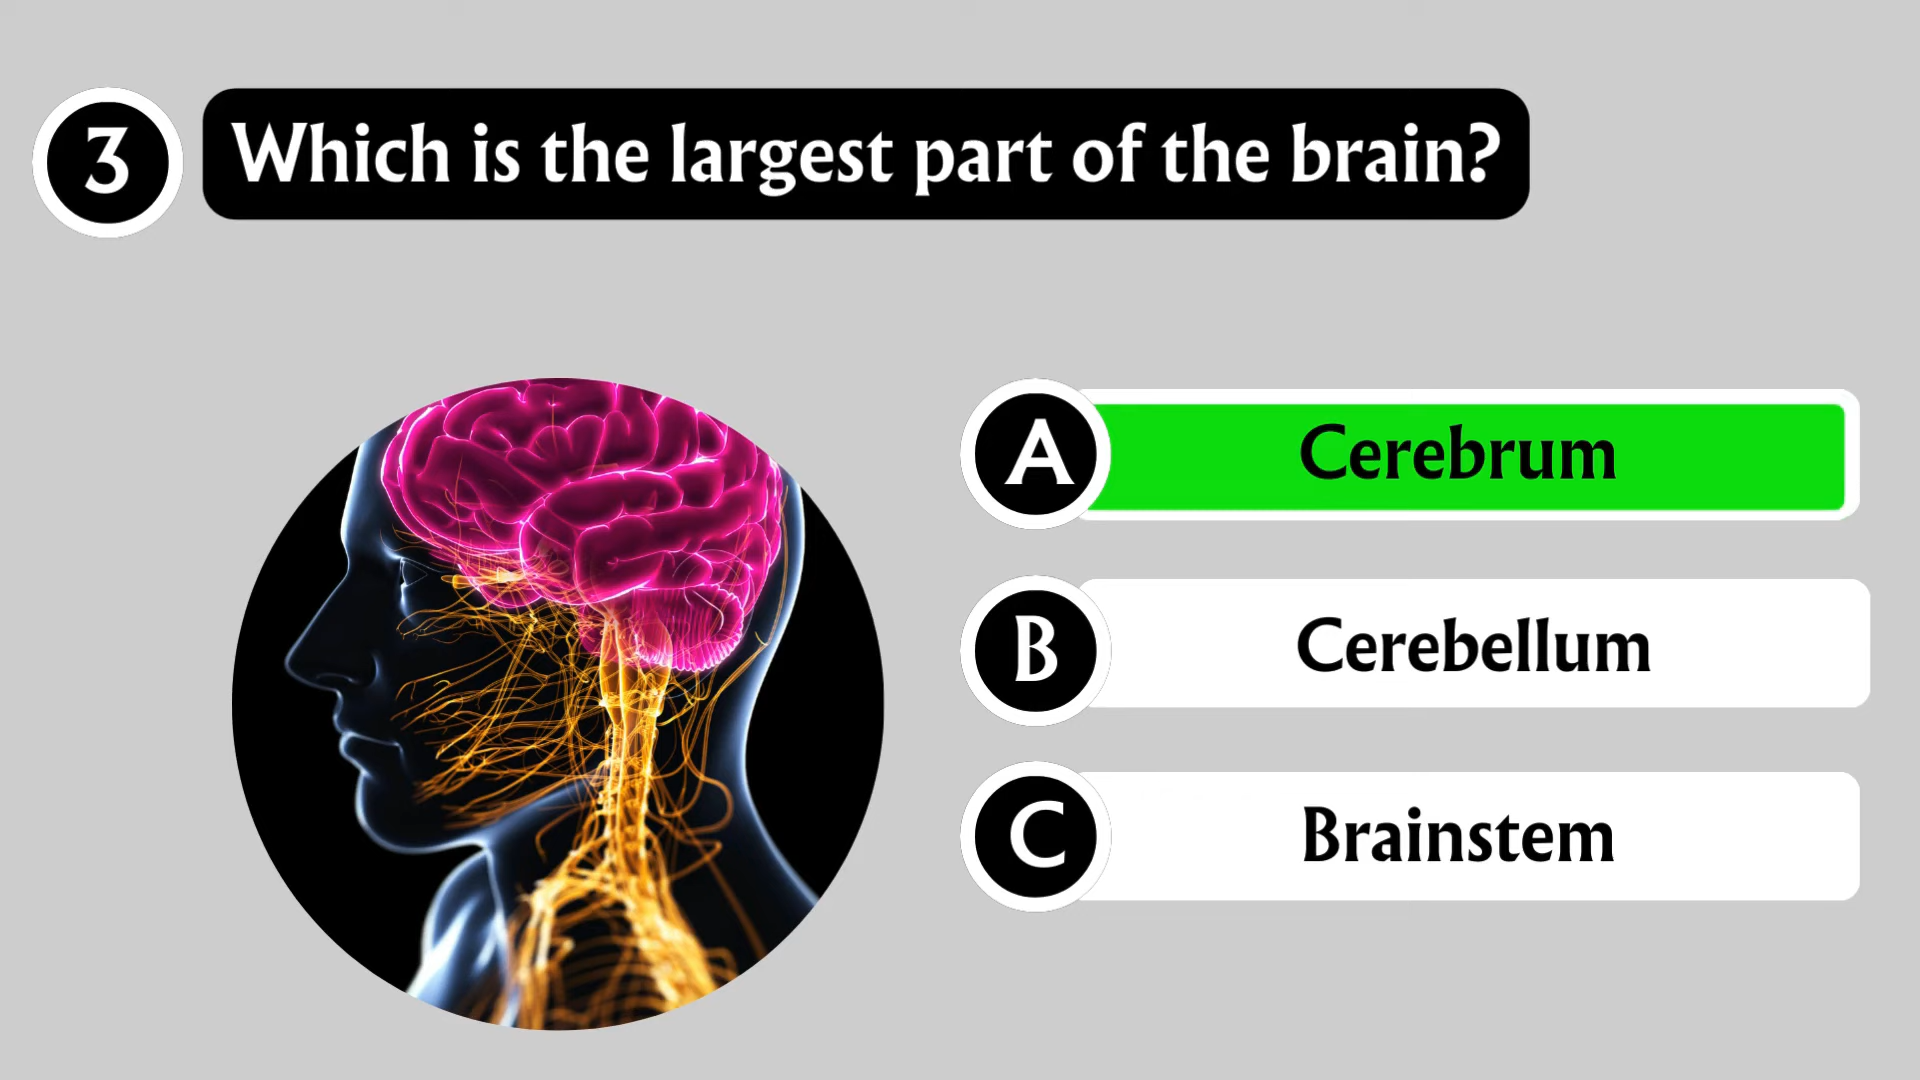 3 Which is the largest part of the brain?
A Cerebrum
B Cerebellum
C Brainstem